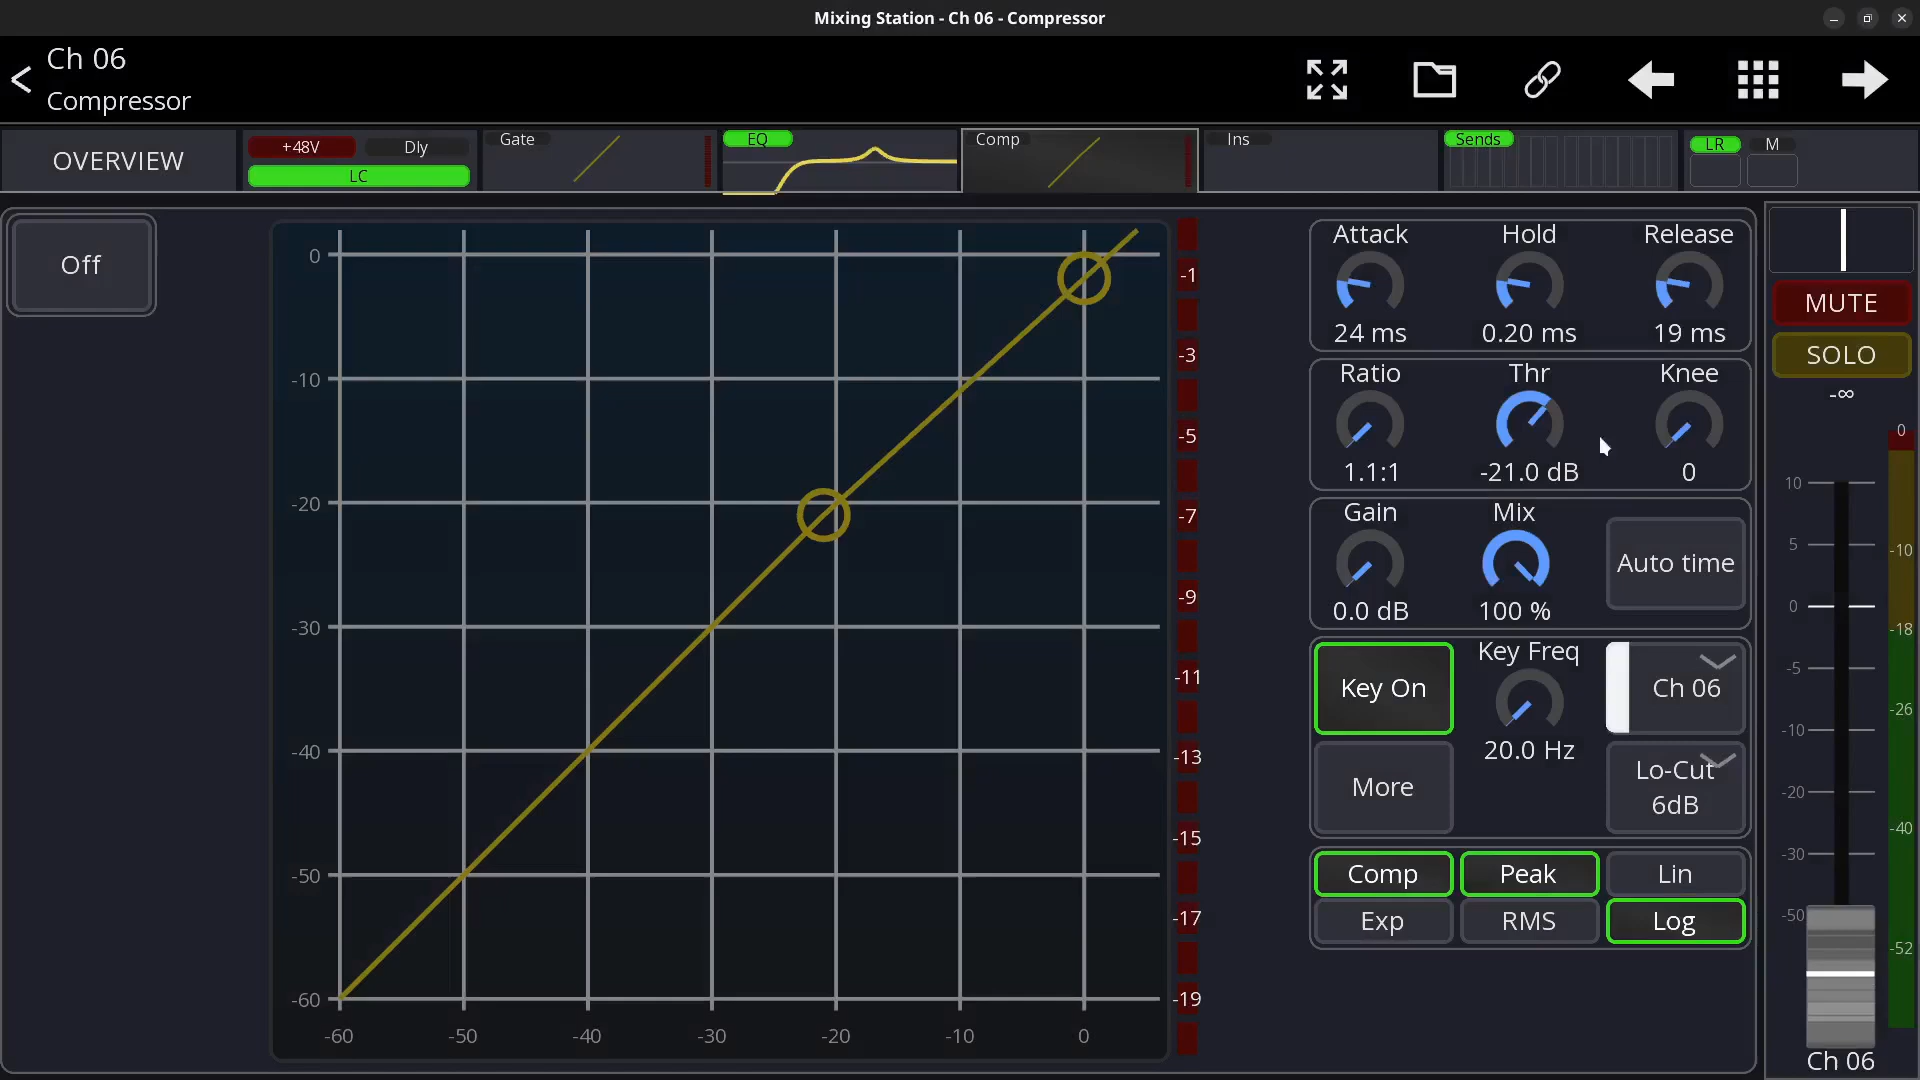 Mixing Station - Ch 06 - Compressor
Ch 06
Compressor
OVERVIEW
+48V
Dly
LC
Gate
EQ
Comp
Ins
Sends
LR
M
Off
0
-10
-20
-30
-40
-50
-60
-60
-50
-40
-30
-20
-10
0
-1
-3
-5
-7
-9
-11
-13
-15
-17
-19
Attack
Hold
Release
24 ms
0.20 ms
19 ms
Ratio
Thr
Knee
1.1:1
-21.0 dB
0
Gain
Mix
0.0 dB
100 %
Auto time
Key On
Key Freq
20.0 Hz
Ch 06
More
Lo-Cut
6dB
Comp
Peak
Lin
Exp
RMS
Log
MUTE
SOLO
-∞
10
5
0
-5
-10
-20
-30
-50
0
-10
-18
-26
-40
-52
Ch 06